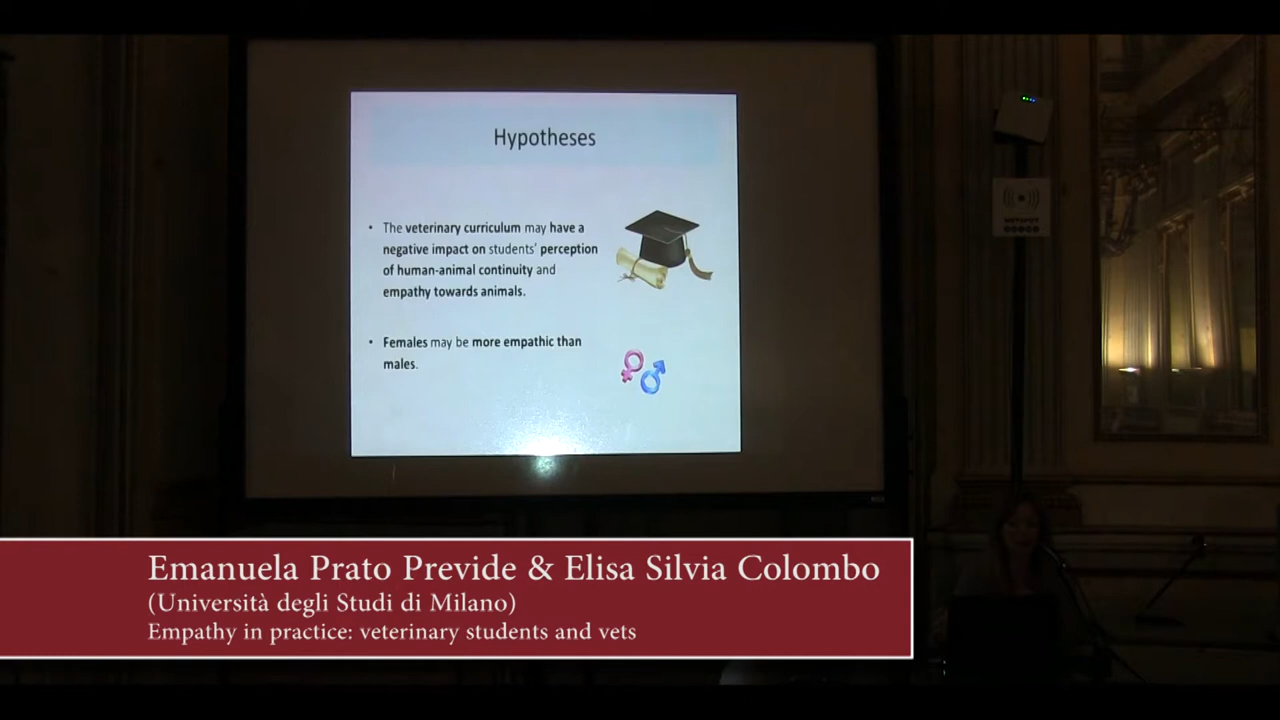 Hypotheses
• The veterinary curriculum may have a
negative impact on students' perception
of human-animal continuity and
empathy towards animals.
• Females may be more empathic than
males.
HOTSPOT
Emanuela Prato Previde & Elisa Silvia Colombo
(Università degli Studi di Milano)
Empathy in practice: veterinary students and vets